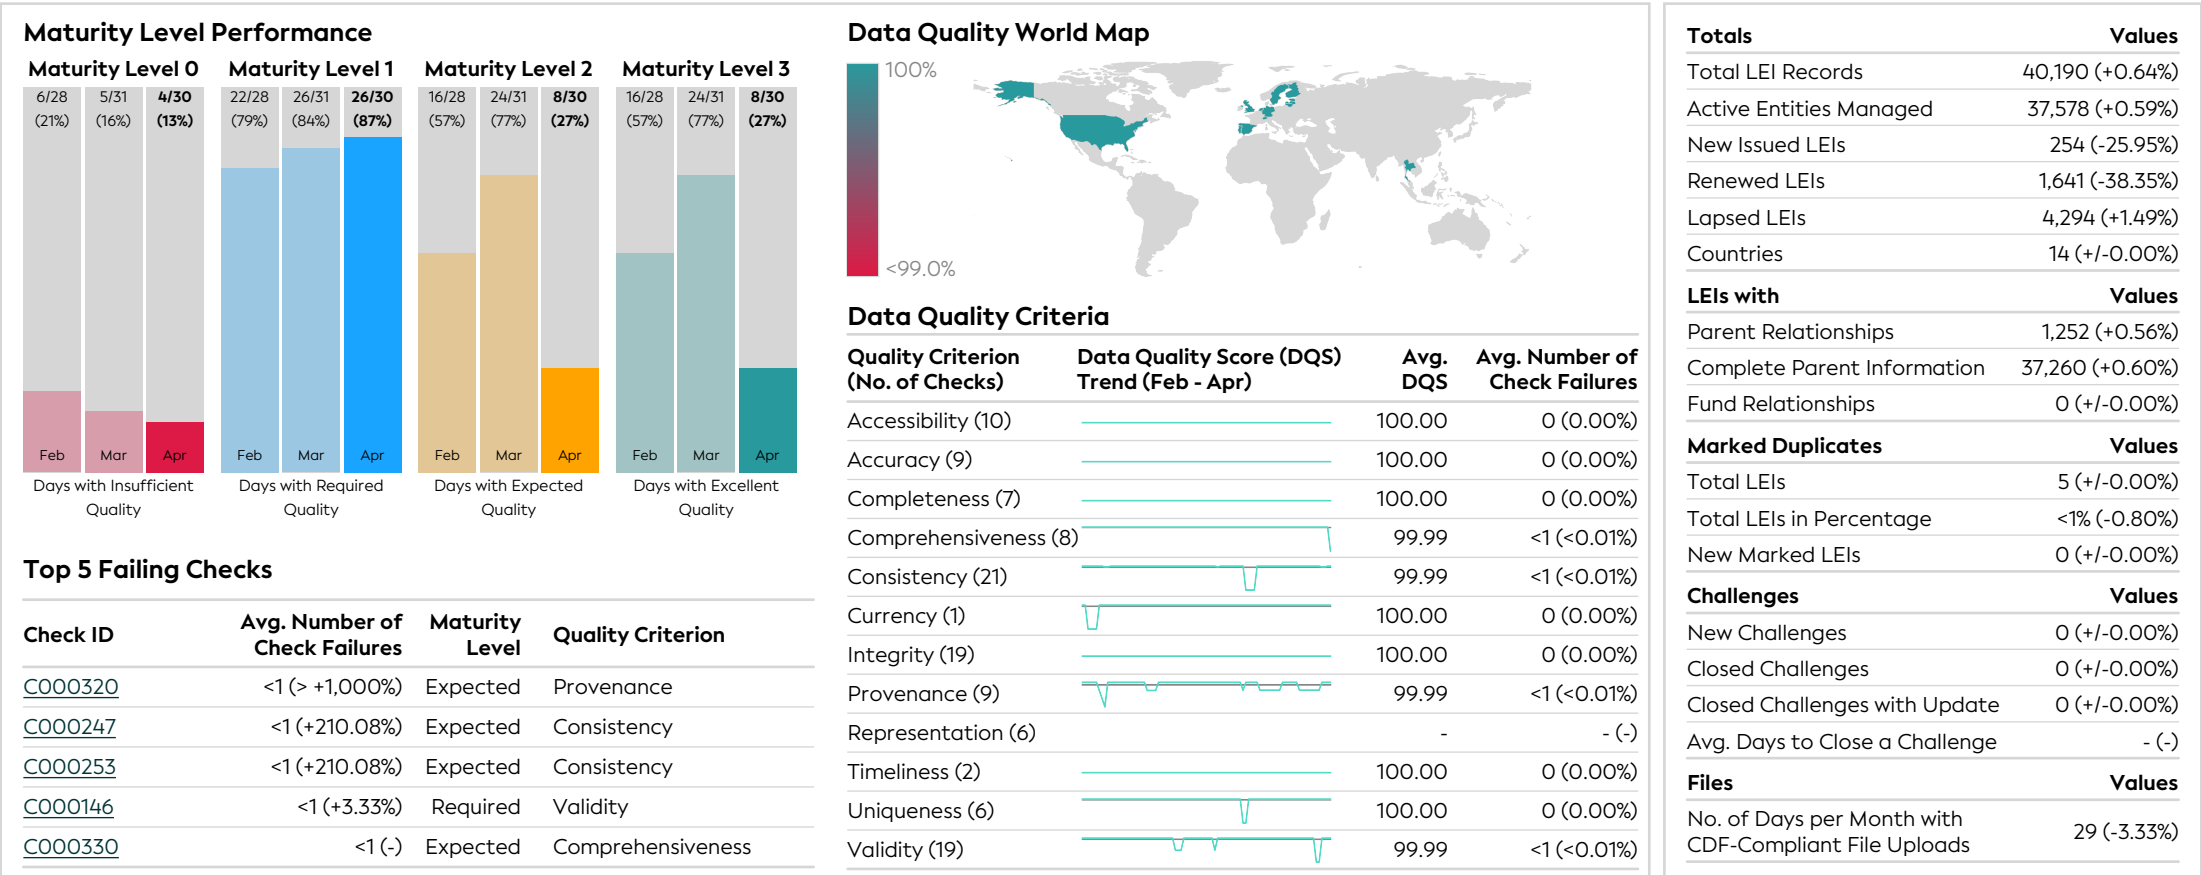 Maturity Level Performance
Maturity Level 0
Maturity Level 1
Maturity Level 2
Maturity Level 3
6/28 5/31 4/30
(21%) (16%) (13%)
22/28 26/31 26/30
(79%) (84%) (87%)
16/28 24/31 8/30
(57%) (77%) (27%)
16/28 24/31 8/30
(57%) (77%) (27%)
Feb Mar Apr
Feb Mar Apr
Feb Mar Apr
Feb Mar Apr
Days with Insufficient
Quality
Days with Required
Quality
Days with Expected
Quality
Days with Excellent
Quality
Top 5 Failing Checks
Check ID
Avg. Number of
Check Failures
Maturity
Level
Quality Criterion
C000320 <1 (> +1,000%) Expected Provenance
C000247 <1 (+210.08%) Expected Consistency
C000253 <1 (+210.08%) Expected Consistency
C000146 <1 (+3.33%) Required Validity
C000330 <1 (-) Expected Comprehensiveness
Data Quality World Map
100%
<99.0%
Data Quality Criteria
Quality Criterion
(No. of Checks)
Data Quality Score (DQS)
Trend (Feb - Apr)
Avg.
DQS
Avg. Number of
Check Failures
Accessibility (10) 100.00 0 (0.00%)
Accuracy (9) 100.00 0 (0.00%)
Completeness (7) 100.00 0 (0.00%)
Comprehensiveness (8) 99.99 <1 (<0.01%)
Consistency (21) 99.99 <1 (<0.01%)
Currency (1) 100.00 0 (0.00%)
Integrity (19) 100.00 0 (0.00%)
Provenance (9) 99.99 <1 (<0.01%)
Representation (6) - - (-)
Timeliness (2) 100.00 0 (0.00%)
Uniqueness (6) 100.00 0 (0.00%)
Validity (19) 99.99 <1 (<0.01%)
Totals Values
Total LEI Records 40,190 (+0.64%)
Active Entities Managed 37,578 (+0.59%)
New Issued LEIs 254 (-25.95%)
Renewed LEIs 1,641 (-38.35%)
Lapsed LEIs 4,294 (+1.49%)
Countries 14 (+/-0.00%)
LEIs with Values
Parent Relationships 1,252 (+0.56%)
Complete Parent Information 37,260 (+0.60%)
Fund Relationships 0 (+/-0.00%)
Marked Duplicates Values
Total LEIs 5 (+/-0.00%)
Total LEIs in Percentage <1% (-0.80%)
New Marked LEIs 0 (+/-0.00%)
Challenges Values
New Challenges 0 (+/-0.00%)
Closed Challenges 0 (+/-0.00%)
Closed Challenges with Update 0 (+/-0.00%)
Avg. Days to Close a Challenge - (-)
Files Values
No. of Days per Month with
CDF-Compliant File Uploads 29 (-3.33%)